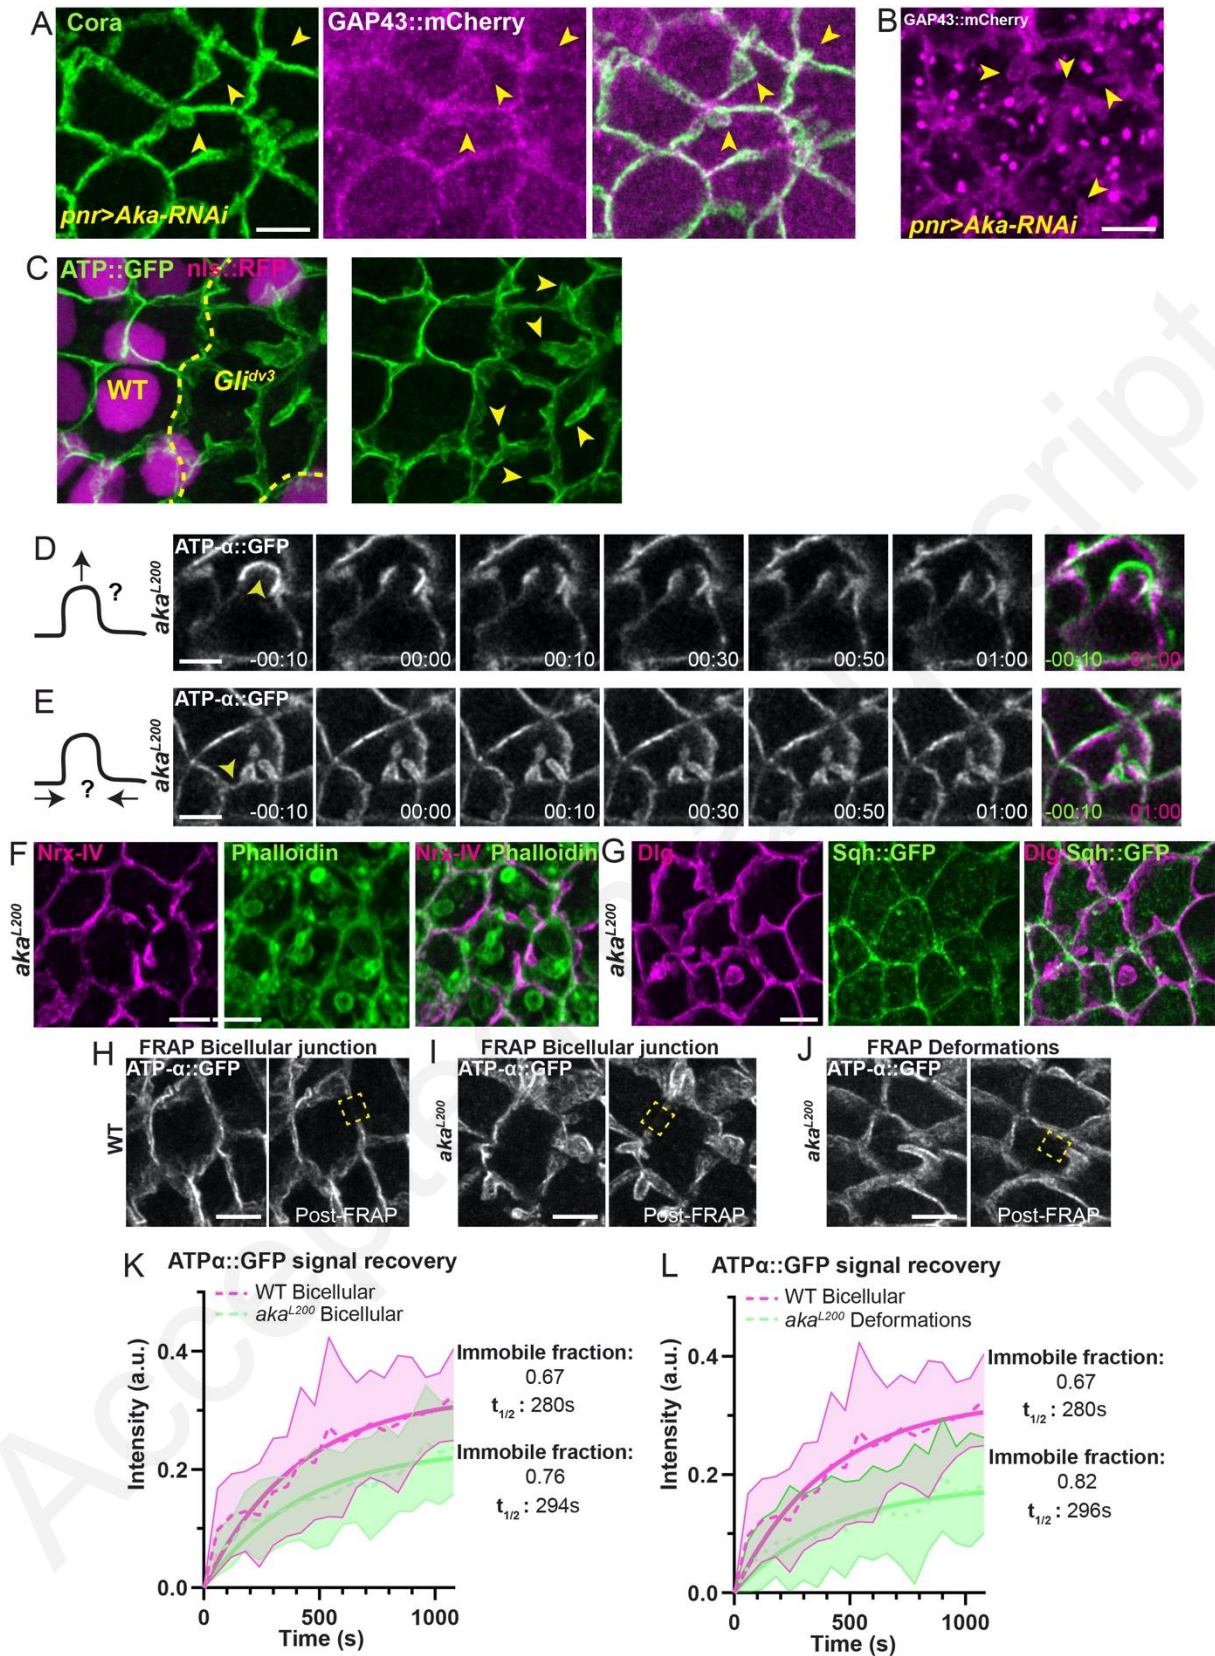 A
Cora
GAP43::mCherry
pnr>Aka-RNAi
B
GAP43::mCherry
pnr>Aka-RNAi
C
ATP::GFP nls::RFP
WT
Gli^dv3
D
?
aka^L200
ATP-α::GFP
-00:10
00:00
00:10
00:30
00:50
01:00
-00:10 01:00
E
?
aka^L200
ATP-α::GFP
-00:10
00:00
00:10
00:30
00:50
01:00
-00:10 01:00
F
aka^L200
Nrx-IV
Phalloidin
Nrx-IV Phalloidin
G
aka^L200
Dlg
Sqh::GFP
Dlg Sqh::GFP
H
FRAP Bicellular junction
WT
ATP-α::GFP
Post-FRAP
I
FRAP Bicellular junction
aka^L200
ATP-α::GFP
Post-FRAP
J
FRAP Deformations
aka^L200
ATP-α::GFP
Post-FRAP
K
ATPα::GFP signal recovery
WT Bicellular
aka^L200 Bicellular
Intensity (a.u.)
0.4
0.2
0.0
0
500
1000
Time (s)
Immobile fraction:
0.67
t1/2 : 280s
Immobile fraction:
0.76
t1/2 : 294s
L
ATPα::GFP signal recovery
WT Bicellular
aka^L200 Deformations
Intensity (a.u.)
0.4
0.2
0.0
0
500
1000
Time (s)
Immobile fraction:
0.67
t1/2 : 280s
Immobile fraction:
0.82
t1/2 : 296s